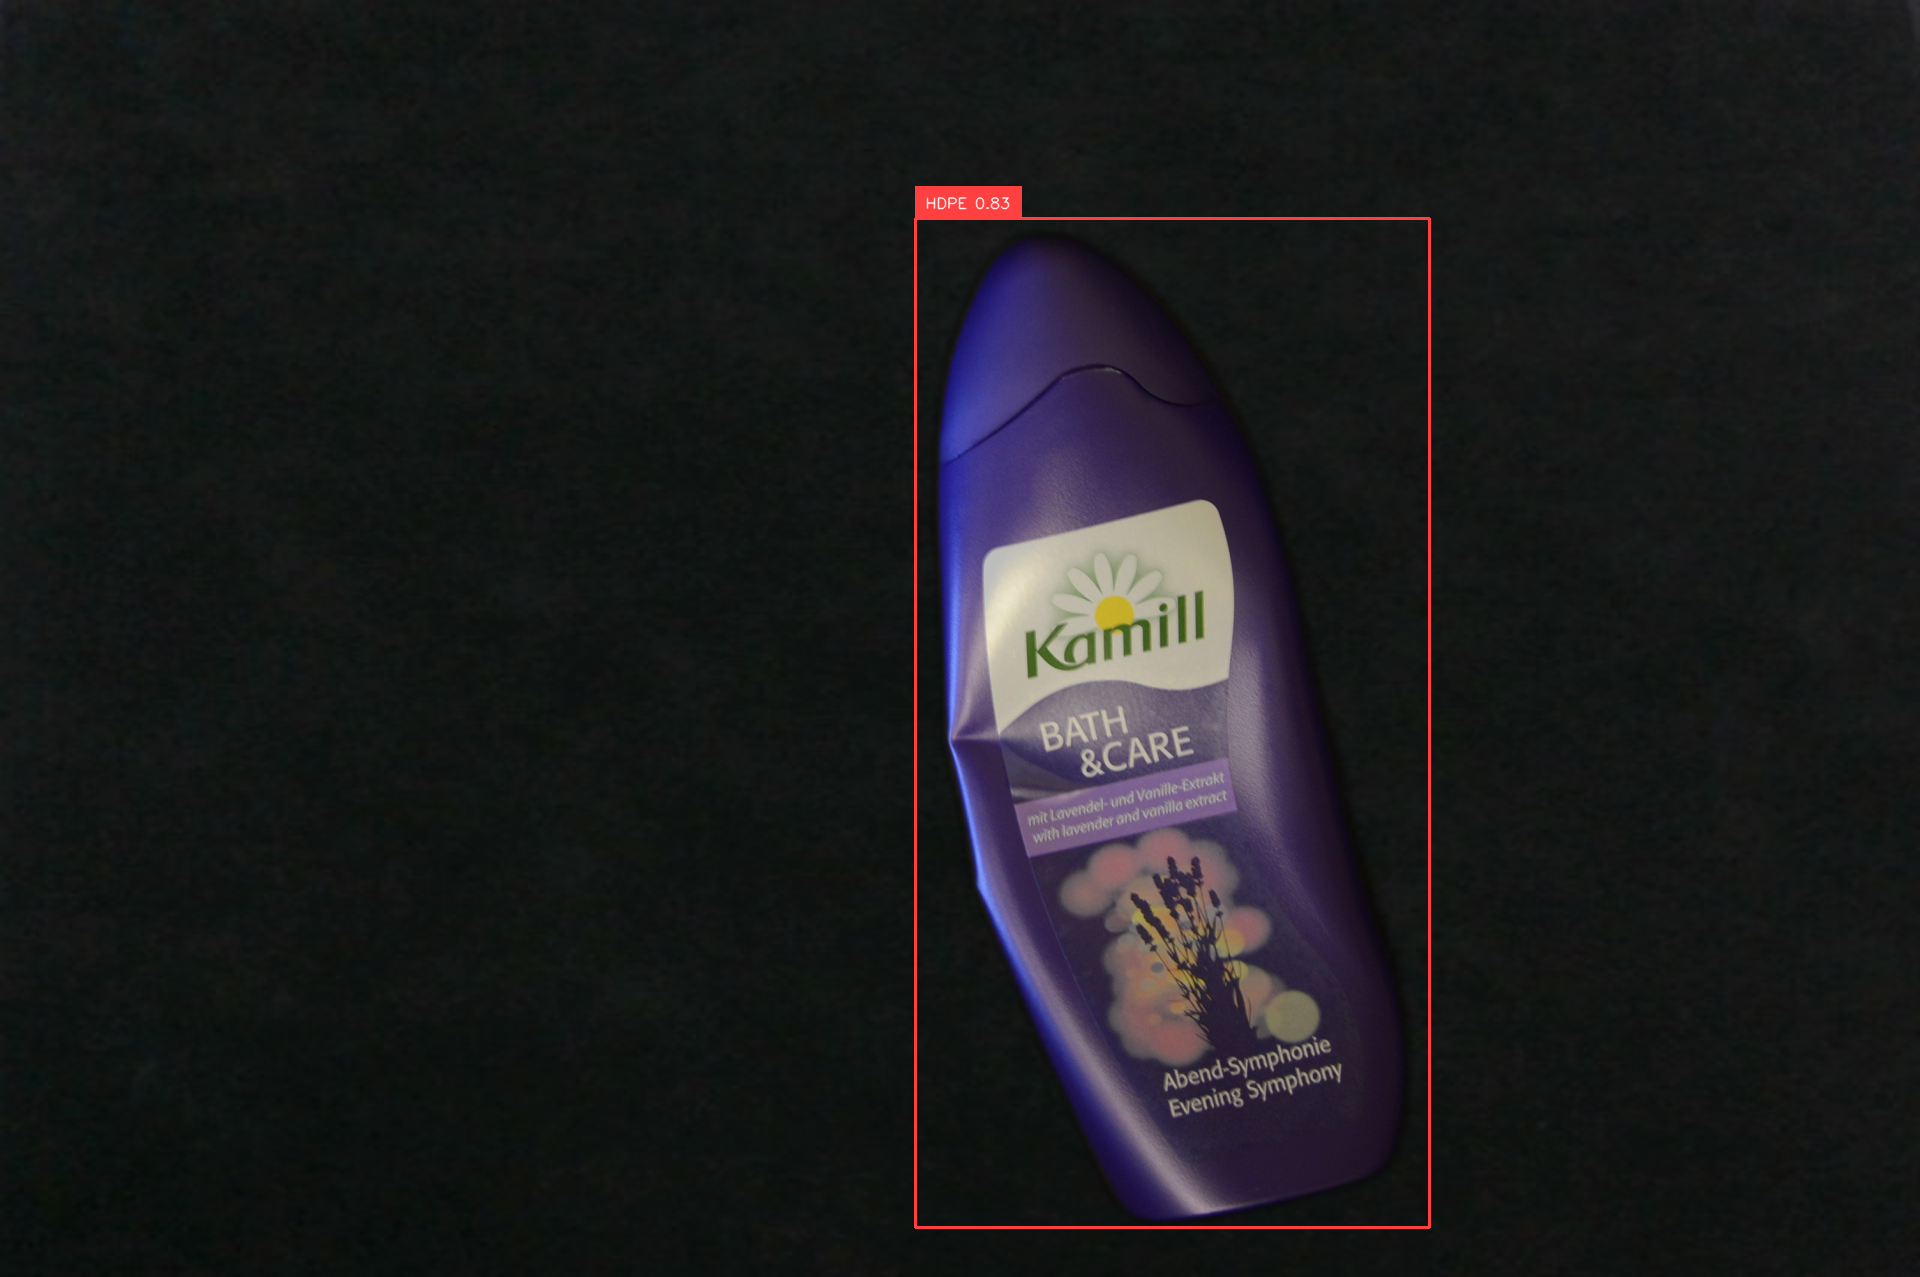 HDPE 0.83
Kamill
BATH
&CARE
mit Lavendel- und Vanille-Extrakt
with lavender and vanilla extract
Abend-Symphonie
Evening Symphony